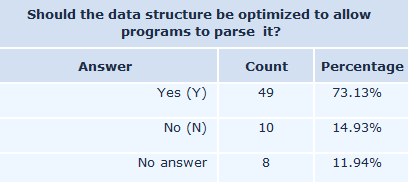 Should the data structure be optimized to allow
programs to parse it?
Answer Count Percentage
Yes (Y) 49 73.13%
No (N) 10 14.93%
No answer 8 11.94%